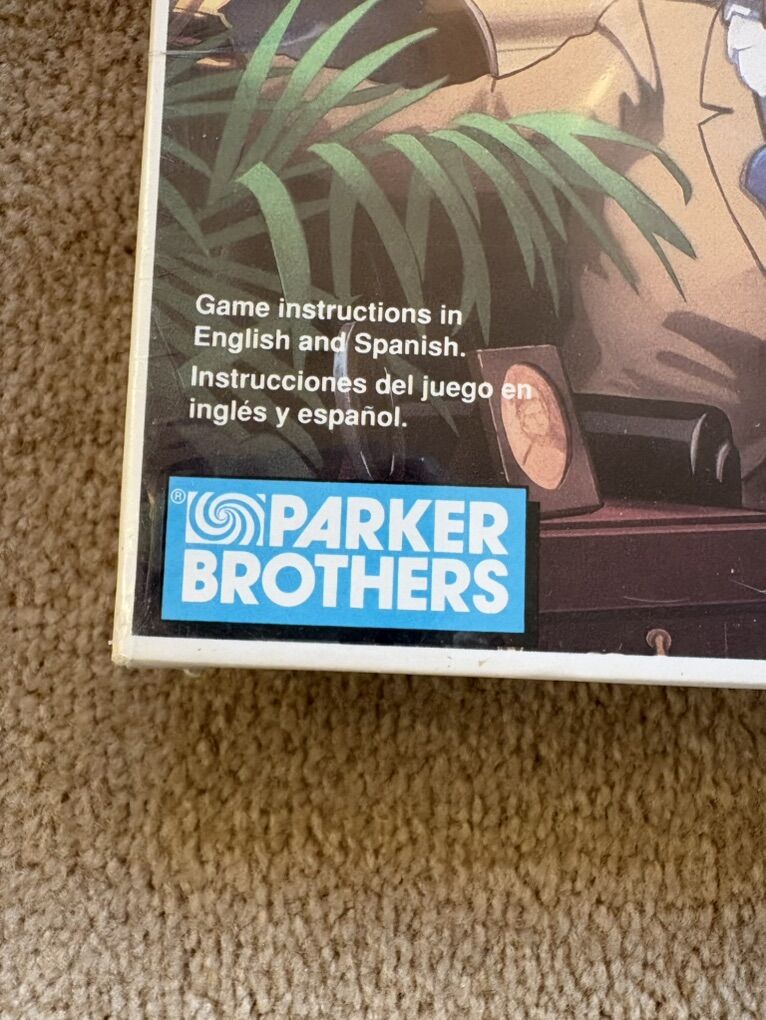 Game instructions in
English and Spanish.
Instrucciones del juego en
inglés y español.
® PARKER
BROTHERS